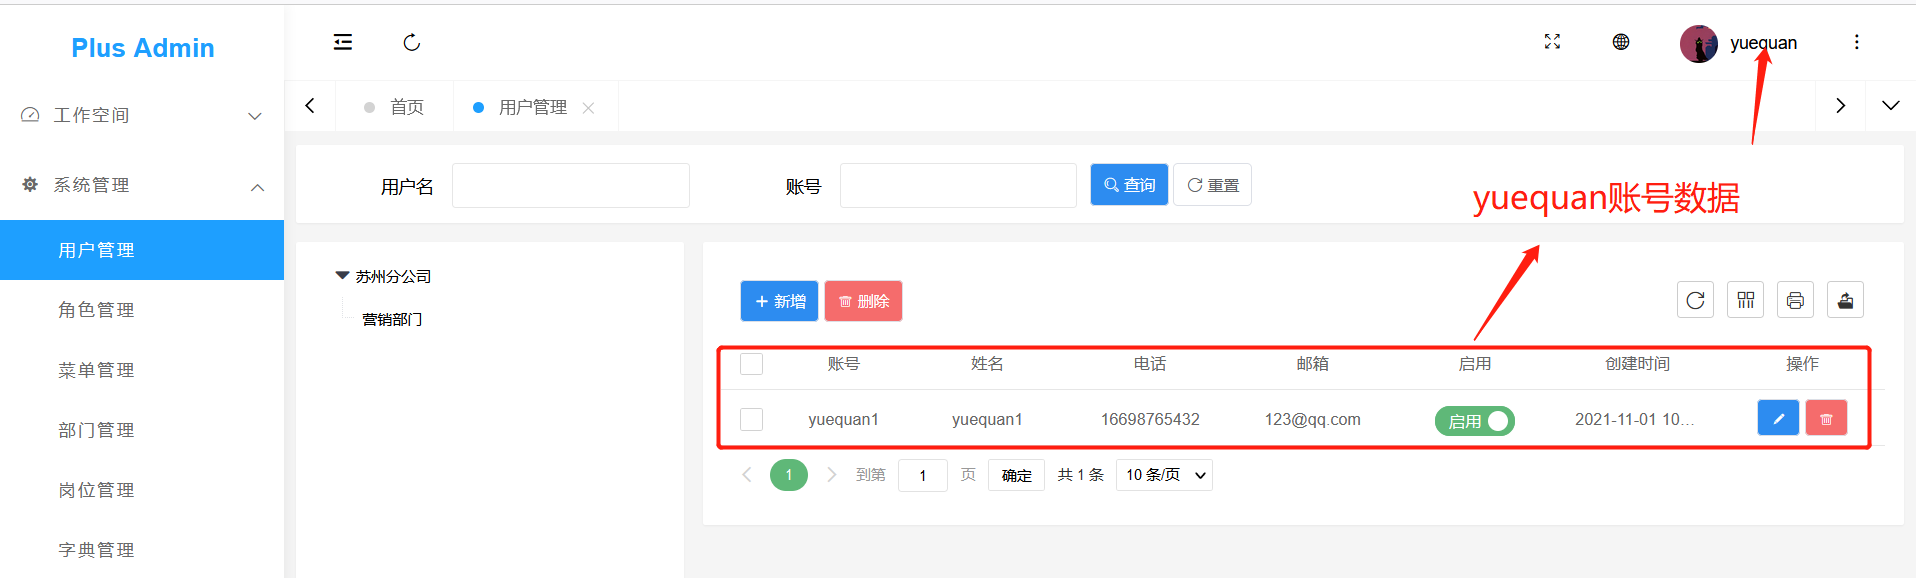 Plus Admin
yuequan
工作空间
首页
用户管理
系统管理
用户名
账号
查询
重置
yuequan账号数据
用户管理
角色管理
菜单管理
部门管理
岗位管理
字典管理
苏州分公司
营销部门
新增
删除
账号 姓名 电话 邮箱 启用 创建时间 操作
yuequan1 yuequan1 16698765432 123@qq.com 启用 2021-11-01 10...
1 到第 1 页 确定 共 1 条 10 条/页